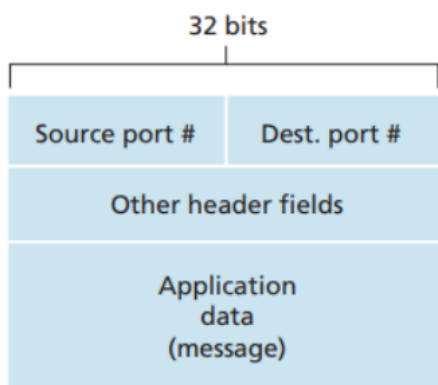 32 bits
Source port # Dest. port #
Other header fields
Application
data
(message)